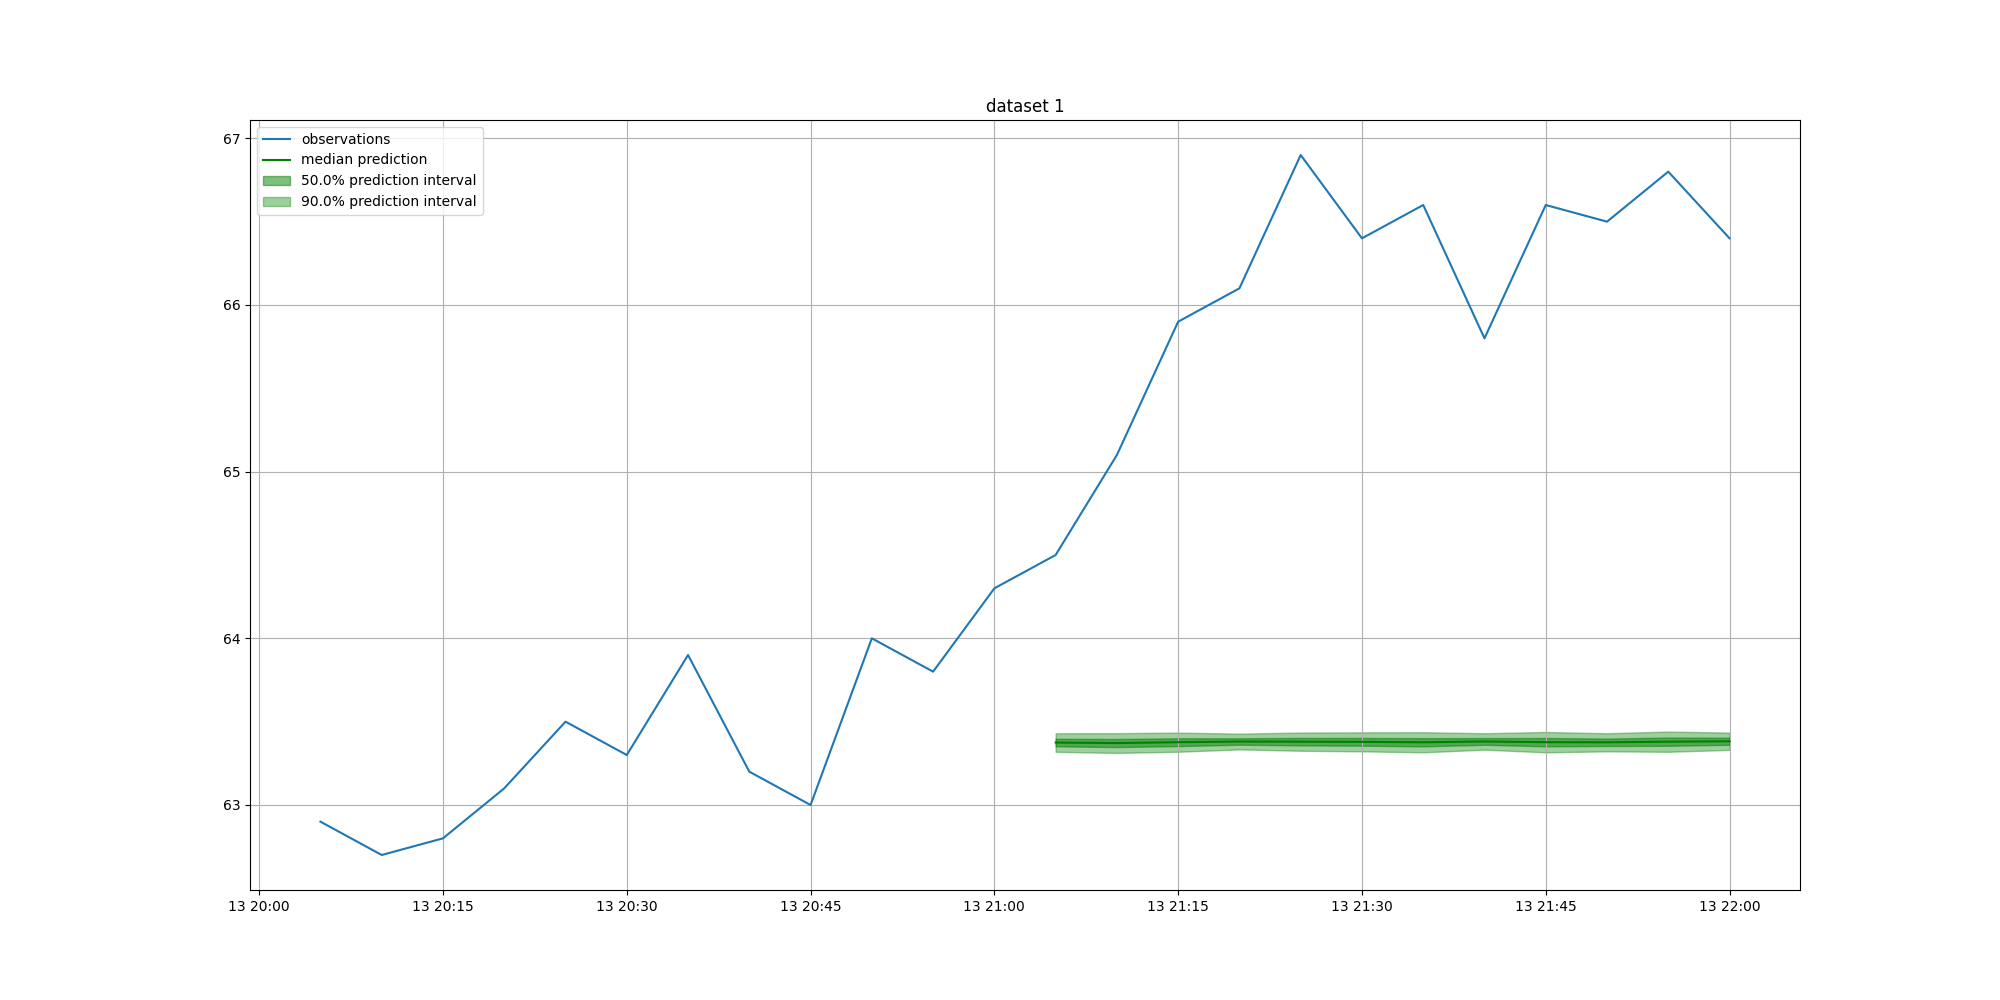 dataset 1
observations
median prediction
50.0% prediction interval
90.0% prediction interval
67
66
65
64
63
13 20:00 13 20:15 13 20:30 13 20:45 13 21:00 13 21:15 13 21:30 13 21:45 13 22:00